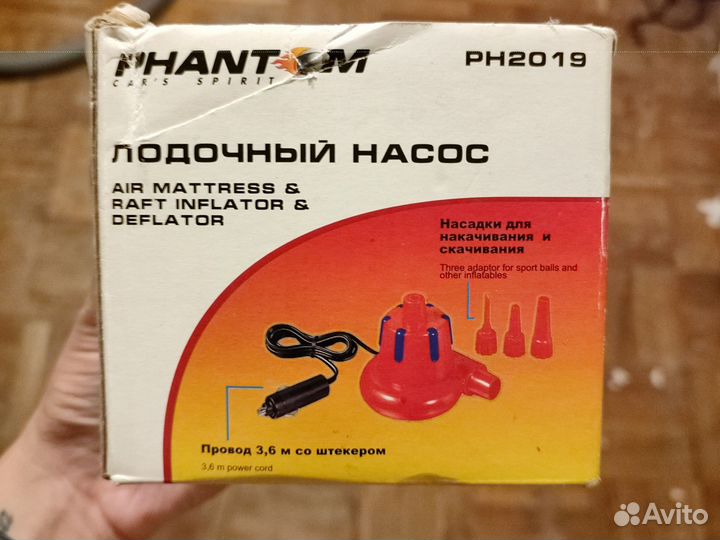 PHANTOM
CAR'S SPIRIT
PH2019
ЛОДОЧНЫЙ НАСОС
AIR MATTRESS &
RAFT INFLATOR &
DEFLATOR
Насадки для
накачивания и
скачивания
Three adaptor for sport balls and
other inflatables
Провод 3,6 м со штекером
3,6 m power cord
Avito